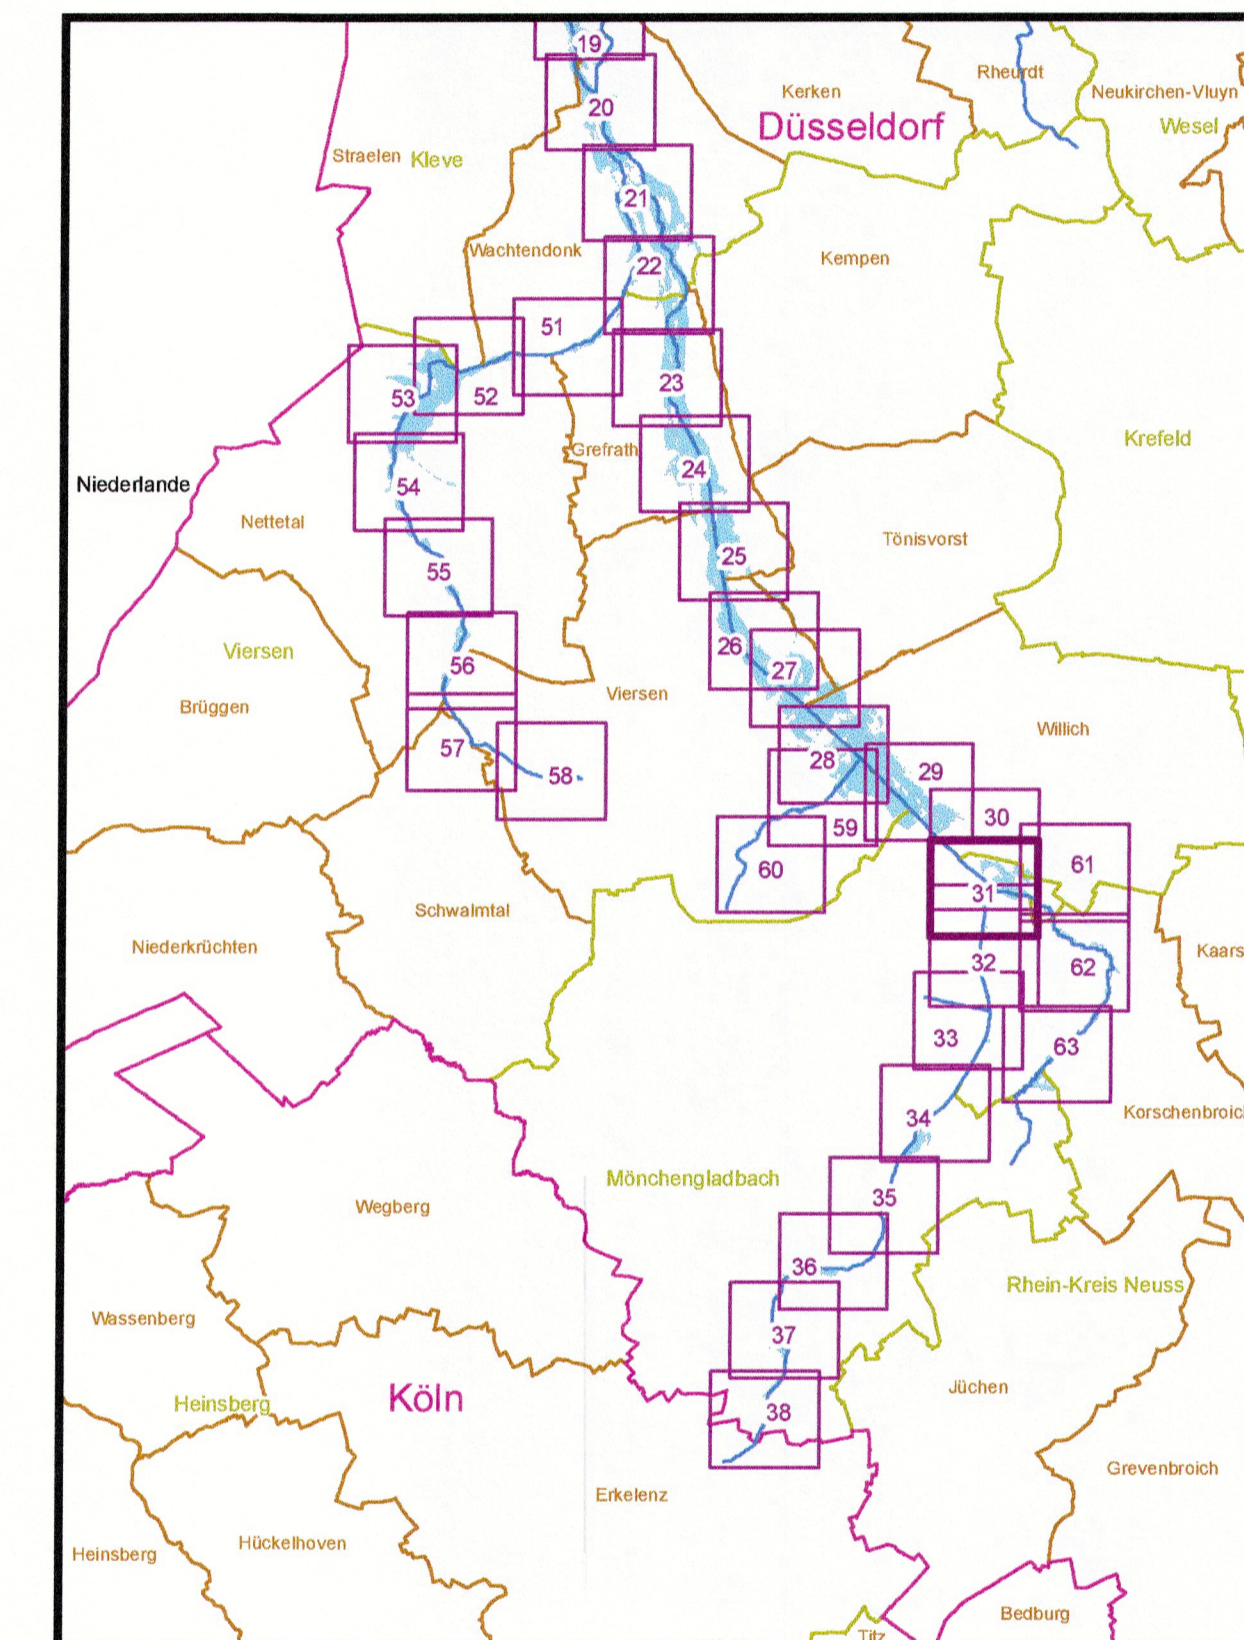 19
Rheurdt
Kerken
Neukirchen-Vluyn
20
Düsseldorf
Wesel
Straelen
Kleve
21
Wachtendonk
Kempen
22
51
23
53
52
Krefeld
Grefrath
24
Niederlande
54
Nettetal
Tönisvorst
25
55
26
Viersen
56
27
Viersen
Brüggen
Willich
57
28
58
29
30
59
61
60
31
Schwalmtal
Niederkrüchten
Kaars
32
62
33
63
Korschenbroic
34
Mönchengladbach
35
Wegberg
36
Rhein-Kreis Neuss
Wassenberg
37
Jüchen
Köln
Heinsberg
38
Grevenbroich
Erkelenz
Hückelhoven
Heinsberg
Bedburg
Titz